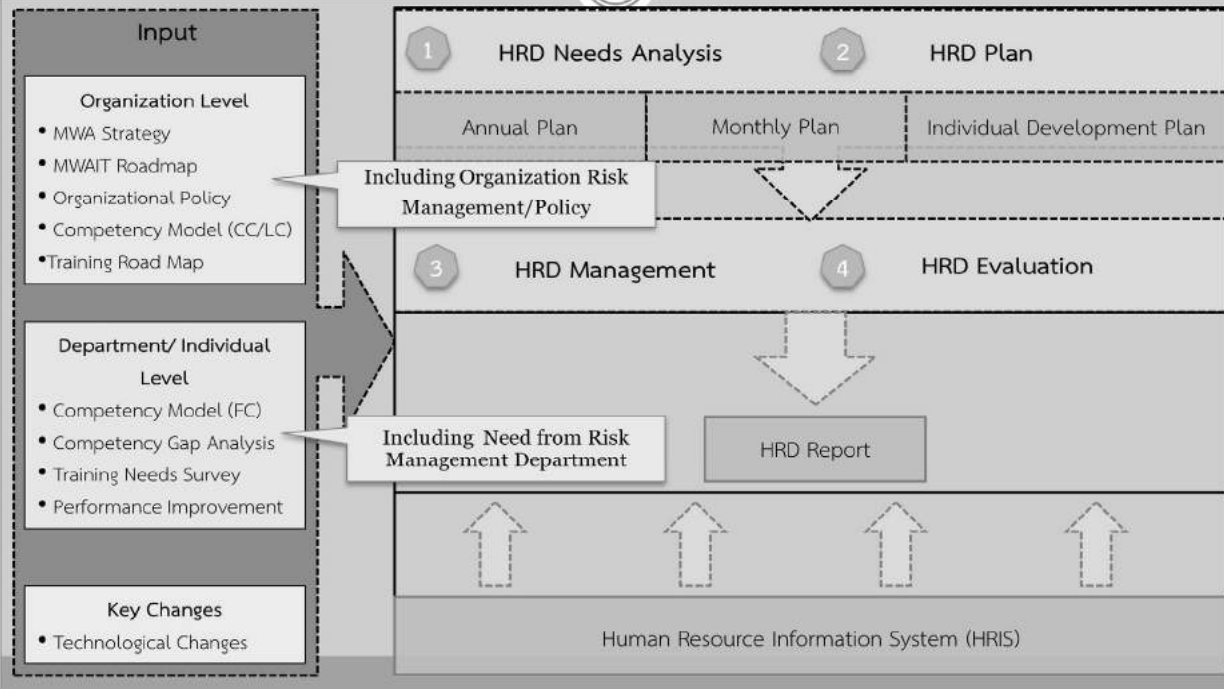 Input
Organization Level
• MWA Strategy
• MWAIT Roadmap
• Organizational Policy
• Competency Model (CC/LC)
•Training Road Map
Including Organization Risk
Management/Policy
Department/ Individual
Level
• Competency Model (FC)
• Competency Gap Analysis
• Training Needs Survey
• Performance Improvement
Including Need from Risk
Management Department
Key Changes
• Technological Changes
1 HRD Needs Analysis
2 HRD Plan
Annual Plan
Monthly Plan
Individual Development Plan
3 HRD Management
4 HRD Evaluation
HRD Report
Human Resource Information System (HRIS)